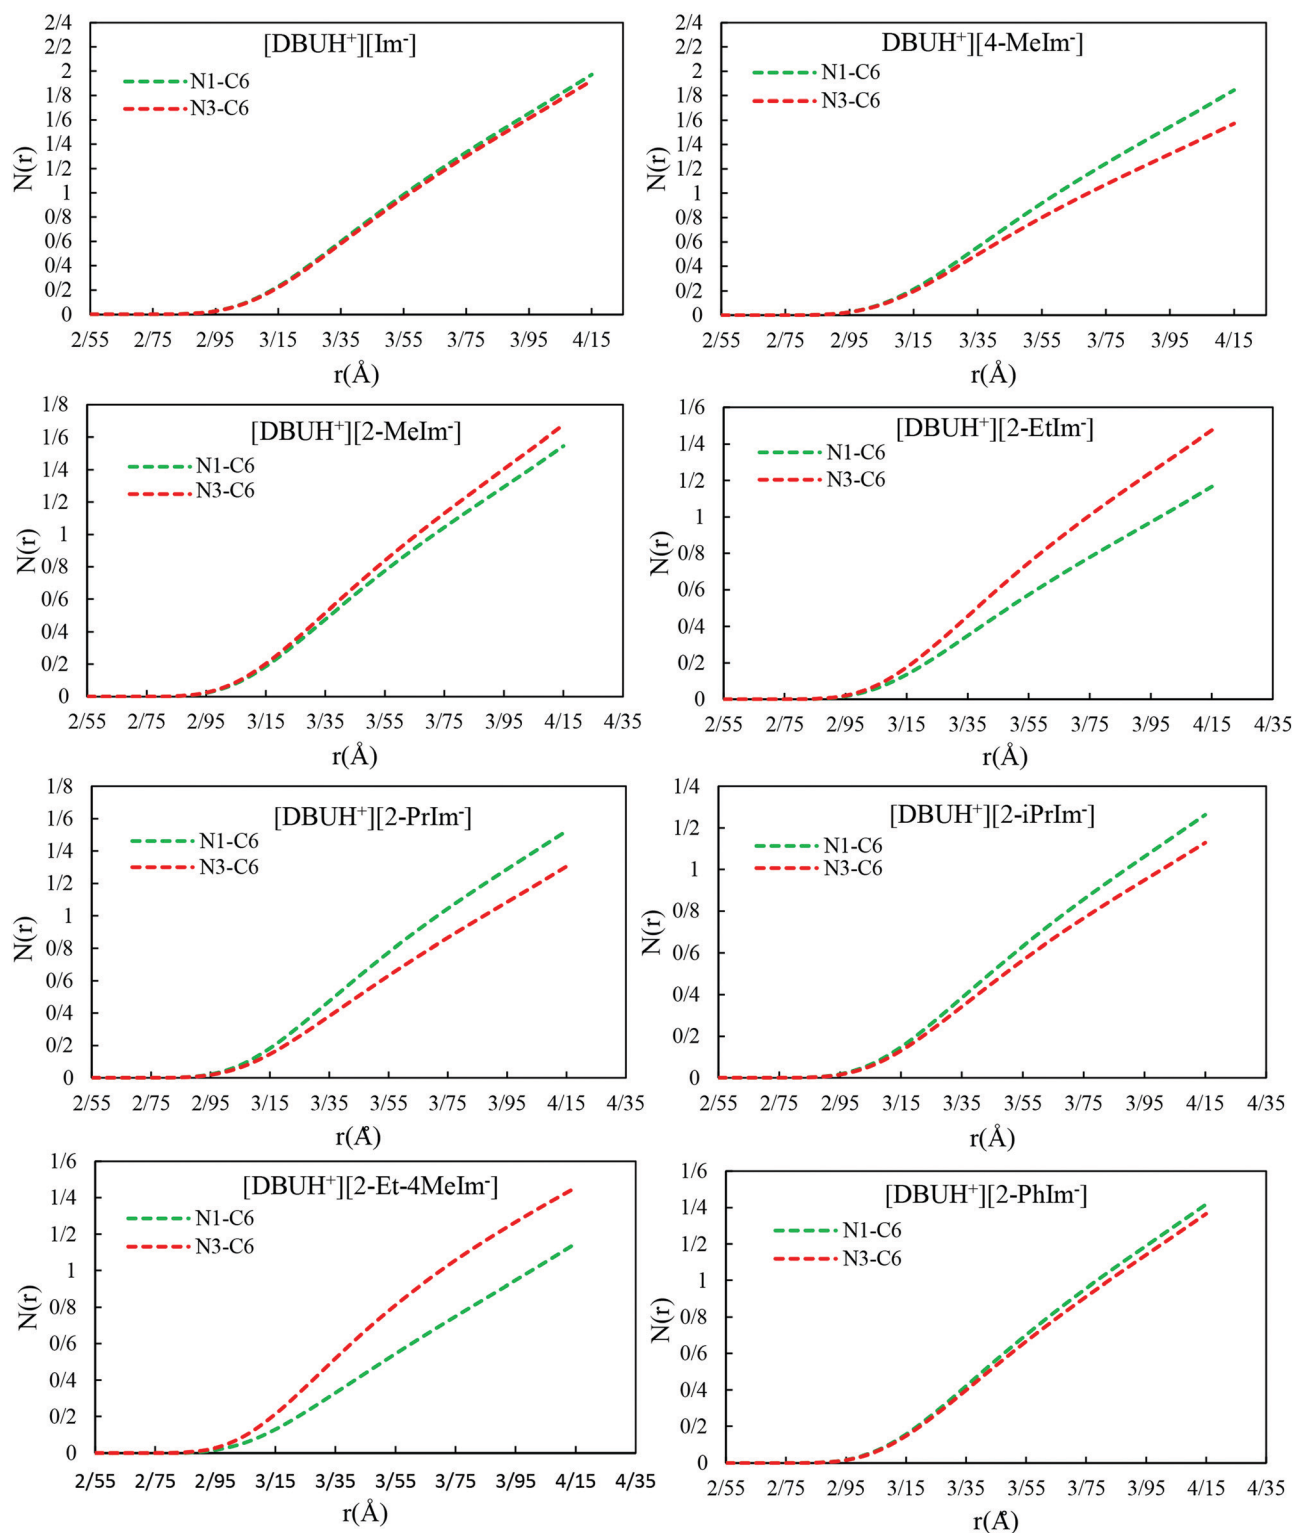 [DBUH⁺][Im⁻]
N1-C6
N3-C6
N(r)
2/4
2/2
2
1/8
1/6
1/4
1/2
1
0/8
0/6
0/4
0/2
0
2/55 2/75 2/95 3/15 3/35 3/55 3/75 3/95 4/15
r(Å)
DBUH⁺][4-MeIm⁻]
N1-C6
N3-C6
N(r)
2/4
2/2
2
1/8
1/6
1/4
1/2
1
0/8
0/6
0/4
0/2
0
2/55 2/75 2/95 3/15 3/35 3/55 3/75 3/95 4/15
r(Å)
[DBUH⁺][2-MeIm⁻]
N1-C6
N3-C6
N(r)
1/8
1/6
1/4
1/2
1
0/8
0/6
0/4
0/2
0
2/55 2/75 2/95 3/15 3/35 3/55 3/75 3/95 4/15 4/35
r(Å)
[DBUH⁺][2-EtIm⁻]
N1-C6
N3-C6
N(r)
1/6
1/4
1/2
1
0/8
0/6
0/4
0/2
0
2/55 2/75 2/95 3/15 3/35 3/55 3/75 3/95 4/15 4/35
r(Å)
[DBUH⁺][2-PrIm⁻]
N1-C6
N3-C6
N(r)
1/8
1/6
1/4
1/2
1
0/8
0/6
0/4
0/2
0
2/55 2/75 2/95 3/15 3/35 3/55 3/75 3/95 4/15 4/35
r(Å)
[DBUH⁺][2-iPrIm⁻]
N1-C6
N3-C6
N(r)
1/4
1/2
1
0/8
0/6
0/4
0/2
0
2/55 2/75 2/95 3/15 3/35 3/55 3/75 3/95 4/15 4/35
r(Å)
[DBUH⁺][2-Et-4MeIm⁻]
N1-C6
N3-C6
N(r)
1/6
1/4
1/2
1
0/8
0/6
0/4
0/2
0
2/55 2/75 2/95 3/15 3/35 3/55 3/75 3/95 4/15 4/35
r(Å)
[DBUH⁺][2-PhIm⁻]
N1-C6
N3-C6
N(r)
1/6
1/4
1/2
1
0/8
0/6
0/4
0/2
0
2/55 2/75 2/95 3/15 3/35 3/55 3/75 3/95 4/15 4/35
r(Å)